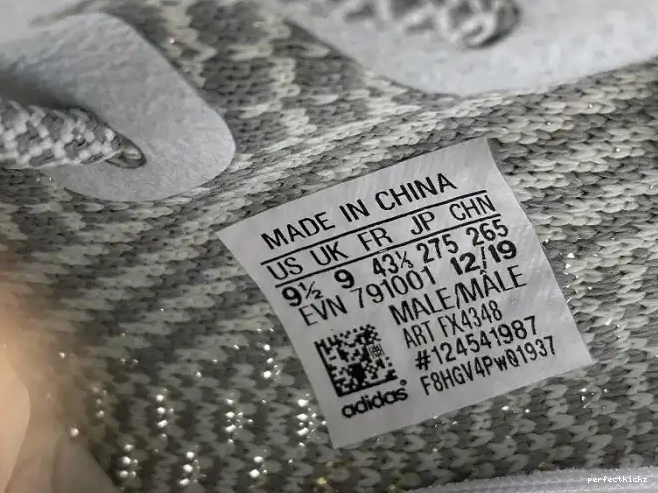 MADE IN CHINA
US UK FR JP CHN
9½ 9 43⅓ 275 265
EVN 791001 12/19
MALE/MÂLE
ART FX4348
#124541987
F8HGV4PwQ1937
adidas®
perfectkickz